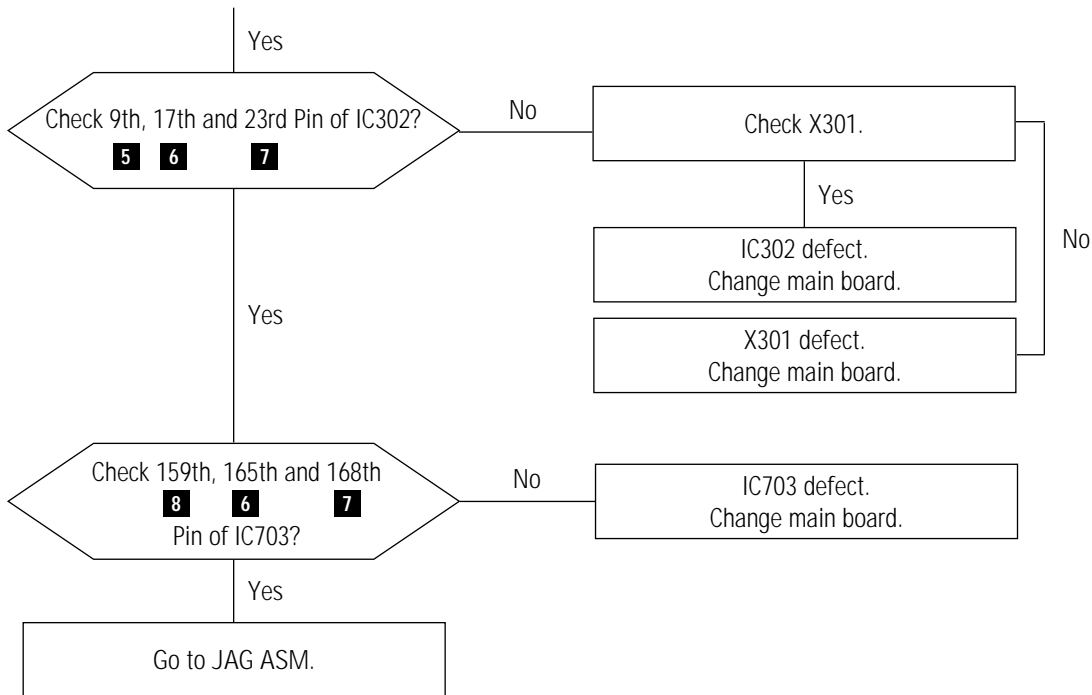 Yes
Check 9th, 17th and 23rd Pin of IC302?
5 6 7
No
Check X301.
Yes
No
IC302 defect.
Change main board.
X301 defect.
Change main board.
Yes
Check 159th, 165th and 168th
8 6 7
Pin of IC703?
No
IC703 defect.
Change main board.
Yes
Go to JAG ASM.